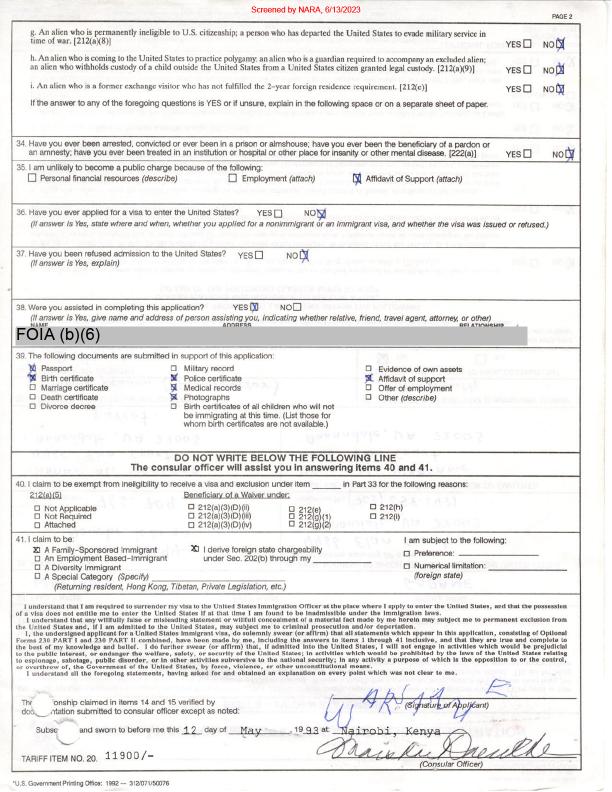 Screened by NARA, 6/13/2023
PAGE 2
g. An alien who is permanently ineligible to U.S. citizenship; a person who has departed the United States to evade military service in
time of war. [212(a)(8)] YES NO
h. An alien who is coming to the United States to practice polygamy; an alien who is a guardian required to accompany an excluded alien;
an alien who withholds custody of a child outside the United States from a United States citizen granted legal custody. [212(a)(9)] YES NO
i. An alien who is a former exchange visitor who has not fulfilled the 2-year foreign residence requirement. [212(e)] YES NO
If the answer to any of the foregoing questions is YES or if unsure, explain in the following space or on a separate sheet of paper.
34. Have you ever been arrested, convicted or ever been in a prison or almshouse; have you ever been the beneficiary of a pardon or
an amnesty; have you ever been treated in an institution or hospital or other place for insanity or other mental disease. [222(a)] YES NO
35. I am unlikely to become a public charge because of the following:
Personal financial resources (describe) Employment (attach) Affidavit of Support (attach)
36. Have you ever applied for a visa to enter the United States? YES NO
(If answer is Yes, state where and when, whether you applied for a nonimmigrant or an immigrant visa, and whether the visa was issued or refused.)
37. Have you been refused admission to the United States? YES NO
(If answer is Yes, explain)
38. Were you assisted in completing this application? YES NO
(If answer is Yes, give name and address of person assisting you, indicating whether relative, friend, travel agent, attorney, or other)
NAME ADDRESS RELATIONSHIP
FOIA (b)(6)
39. The following documents are submitted in support of this application:
Passport Military record Evidence of own assets
Birth certificate Police certificate Affidavit of support
Marriage certificate Medical records Offer of employment
Death certificate Photographs Other (describe)
Divorce decree Birth certificates of all children who will not
be immigrating at this time. (List those for
whom birth certificates are not available.)
DO NOT WRITE BELOW THE FOLLOWING LINE
The consular officer will assist you in answering items 40 and 41.
40. I claim to be exempt from ineligibility to receive a visa and exclusion under item in Part 33 for the following reasons:
212(a)(5) Beneficiary of a Waiver under:
Not Applicable 212(a)(3)(D)(ii) 212(e) 212(h)
Not Required 212(a)(3)(D)(iii) 212(g)(1) 212(i)
Attached 212(a)(3)(D)(iv) 212(g)(2)
41. I claim to be: I am subject to the following:
X A Family-Sponsored Immigrant X I derive foreign state chargeability
An Employment-Based Immigrant under Sec. 202(b) through my Preference:
A Diversity Immigrant Numerical limitation:
A Special Category (Specify) (foreign state)
(Returning resident, Hong Kong, Tibetan, Private Legislation, etc.)
I understand that I am required to surrender my visa to the United States Immigration Officer at the place where I apply to enter the United States, and that the possession
of a visa does not entitle me to enter the United States if at that time I am found to be inadmissible under the immigration laws.
I understand that any willfully false or misleading statement or willful concealment of a material fact made by me herein may subject me to permanent exclusion from
the United States and, if I am admitted to the United States, may subject me to criminal prosecution and/or deportation.
I, the undersigned applicant for a United States immigrant visa, do solemnly swear (or affirm) that all statements which appear in this application, consisting of Optional
Forms 230 PART I and 230 PART II combined, have been made by me, including the answers to items 1 through 41 inclusive, and that they are true and complete to
the best of my knowledge and belief. I do further swear (or affirm) that, if admitted into the United States, I will not engage in activities which would be prejudicial
to the public interest, or endanger the welfare, safety, or security of the United States; in activities which would be prohibited by the laws of the United States relating
to espionage, sabotage, public disorder, or in other activities subversive to the national security; in any activity a purpose of which is the opposition to or the control,
or overthrow of, the Government of the United States, by force, violence, or other unconstitutional means.
I understand all the foregoing statements, having asked for and obtained an explanation on every point which was not clear to me.
(Signature of Applicant)
onship claimed in items 14 and 15 verified by
ntation submitted to consular officer except as noted:
Subsc and sworn to before me this 12 day of May 1993 at Nairobi, Kenya
(Consular Officer)
TARIFF ITEM NO. 20. 11900/-
*U.S. Government Printing Office: 1992 — 312/071/50076